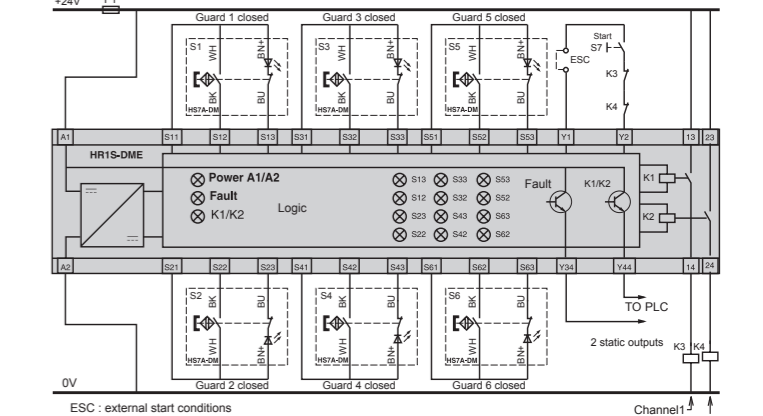 +24V F1
Guard 1 closed Guard 3 closed Guard 5 closed
Start
S1 WH BN+ S3 WH BN+ S5 WH BN+ S7
ESC
K3
BK BU BK BU BK BU K4
HS7A-DM HS7A-DM HS7A-DM
A1 S11 S12 S13 S31 S32 S33 S51 S52 S53 Y1 Y2 13 23
HR1S-DME
Power A1/A2 S13 S33 S53 Fault K1/K2 K1
Fault S12 S32 S52
K1/K2 Logic S23 S43 S63 K2
S22 S42 S62
A2 S21 S22 S23 S41 S42 S43 S61 S62 S63 Y34 Y44 14 24
S2 BK BU S4 BK BU S6 BK BU
TO PLC
WH BN+ WH BN+ WH BN+ 2 static outputs K3 K4
HS7A-DM HS7A-DM HS7A-DM
0V Guard 2 closed Guard 4 closed Guard 6 closed
ESC : external start conditions Channel1